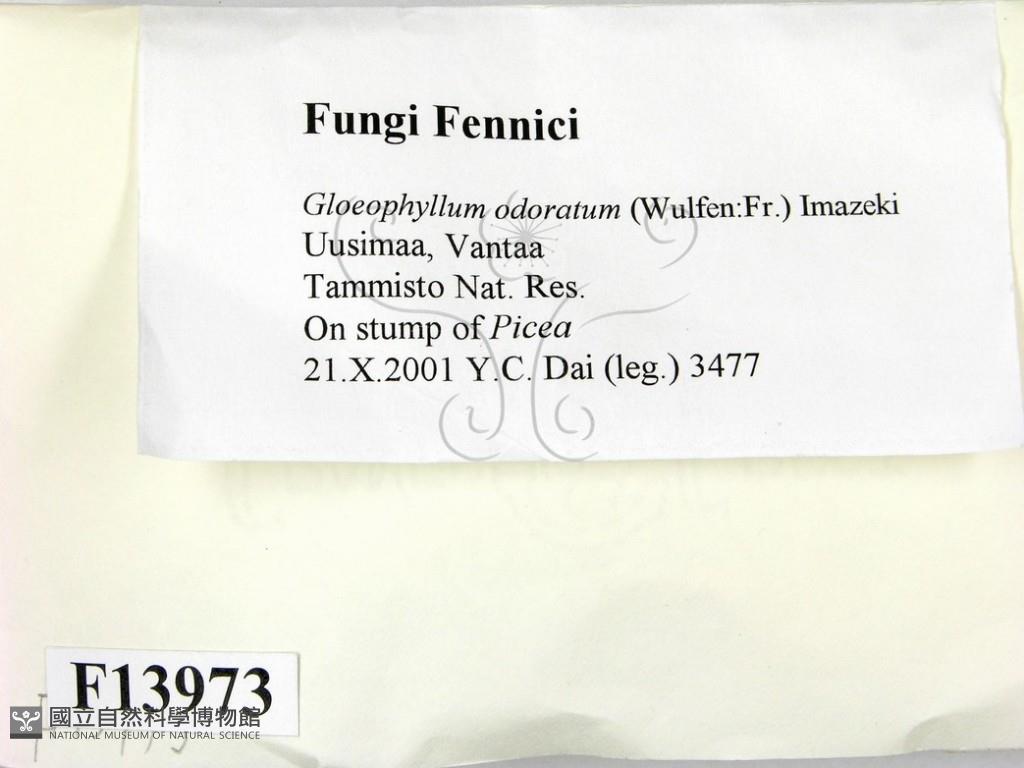 Fungi Fennici
Gloeophyllum odoratum (Wulfen:Fr.) Imazeki
Uusimaa, Vantaa
Tammisto Nat. Res.
On stump of Picea
21.X.2001 Y.C. Dai (leg.) 3477
F13973
國立自然科學博物館
NATIONAL MUSEUM OF NATURAL SCIENCE